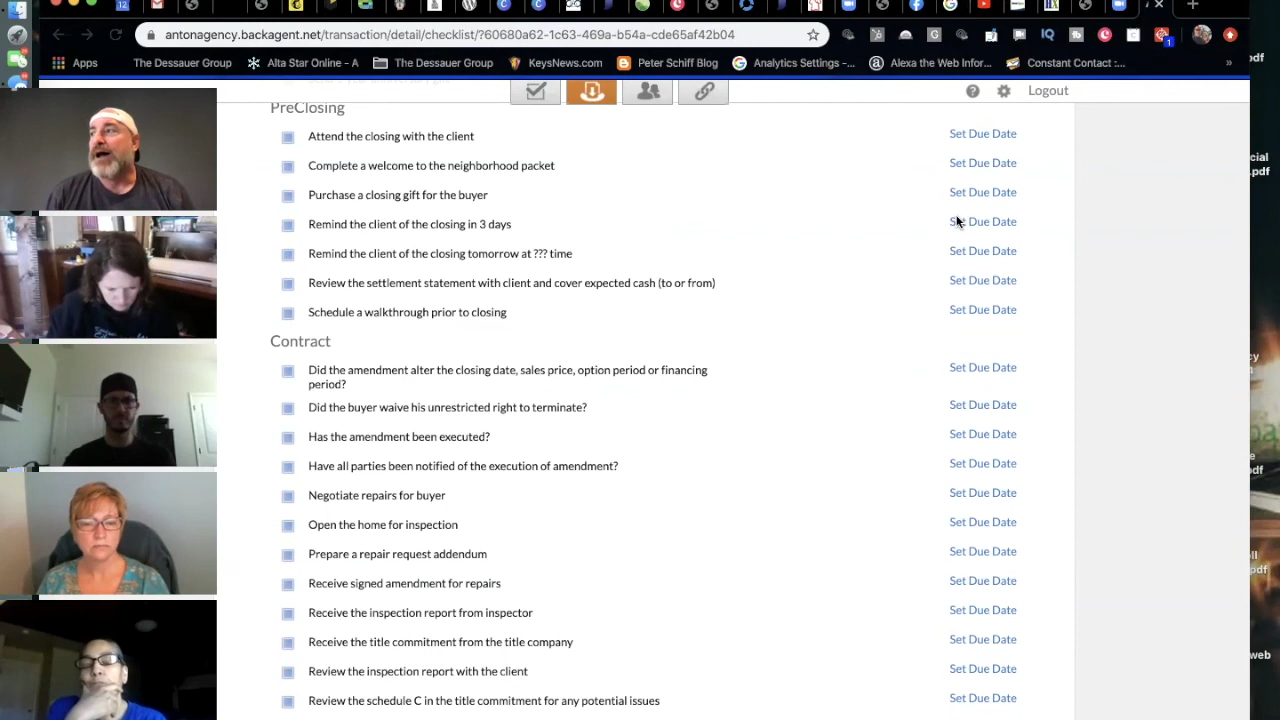 antonagency.backagent.net/transaction/detail/checklist/?60680a62-1c63-469a-b54a-cde65af42b04
Apps
The Dessauer Group
Alta Star Online - A
The Dessauer Group
KeysNews.com
Peter Schiff Blog
Analytics Settings -
Alexa the World of
Constant Contact :...
»
Logout
PreClosing
Attend the closing with the client Set Due Date
Complete a welcome to the neighborhood packet Set Due Date
Purchase a closing gift for the buyer Set Due Date
Remind the client of the closing in 3 days Set Due Date
Remind the client of the closing tomorrow at ??? time Set Due Date
Review the settlement statement with client and cover expected cash (to or from) Set Due Date
Schedule a walkthrough prior to closing Set Due Date
Contract
Did the amendment alter the closing date, sales price, option period or financing Set Due Date
period?
Did the buyer waive his unrestricted right to terminate? Set Due Date
Has the amendment been executed? Set Due Date
Have all parties been notified of the execution of amendment? Set Due Date
Negotiate repairs for buyer Set Due Date
Open the home for inspection Set Due Date
Prepare a repair request addendum Set Due Date
Receive signed amendment for repairs Set Due Date
Receive the inspection report from inspector Set Due Date
Receive the title commitment from the title company Set Due Date
Review the inspection report with the client Set Due Date
Review the schedule C in the title commitment for any potential issues Set Due Date